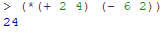 > (*(+ 2 4) (- 6 2))
24